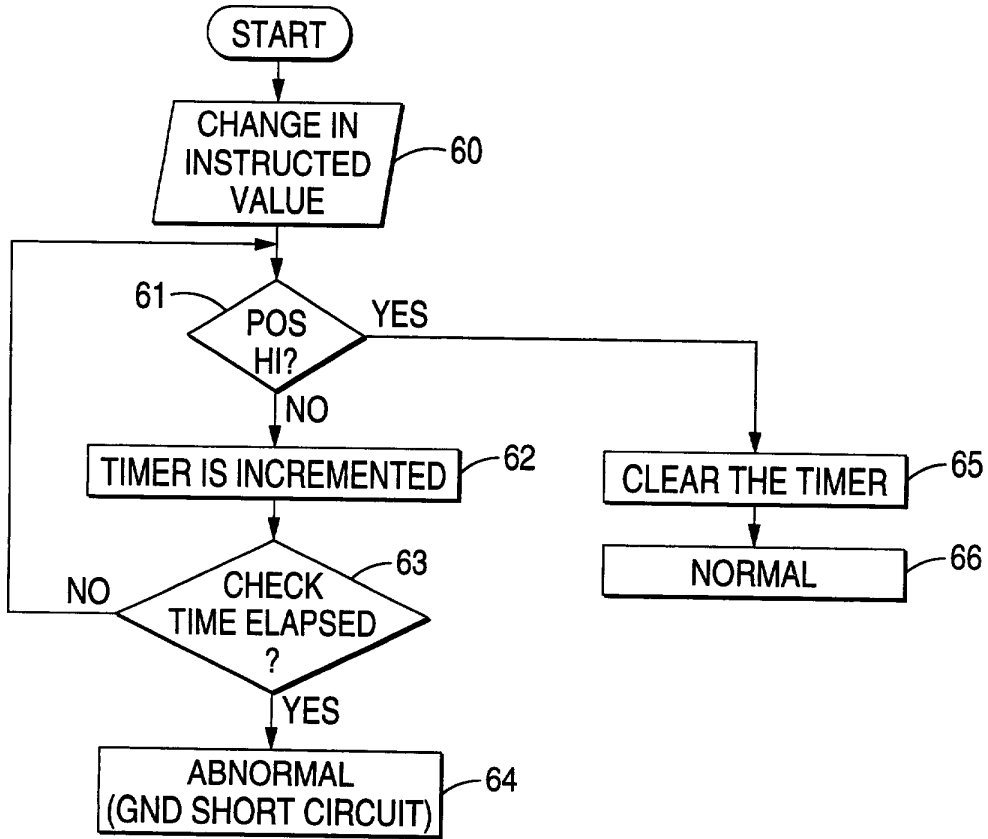 START
CHANGE IN
INSTRUCTED
VALUE
60
61
POS
HI?
YES
NO
TIMER IS INCREMENTED
62
CLEAR THE TIMER
65
NORMAL
66
63
CHECK
TIME ELAPSED
?
NO
YES
ABNORMAL
(GND SHORT CIRCUIT)
64